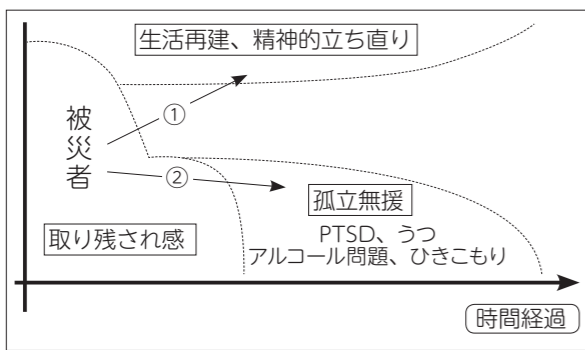 生活再建、精神的立ち直り
①
被災者
②
孤立無援
PTSD、うつ
アルコール問題、ひきこもり
取り残され感
時間経過